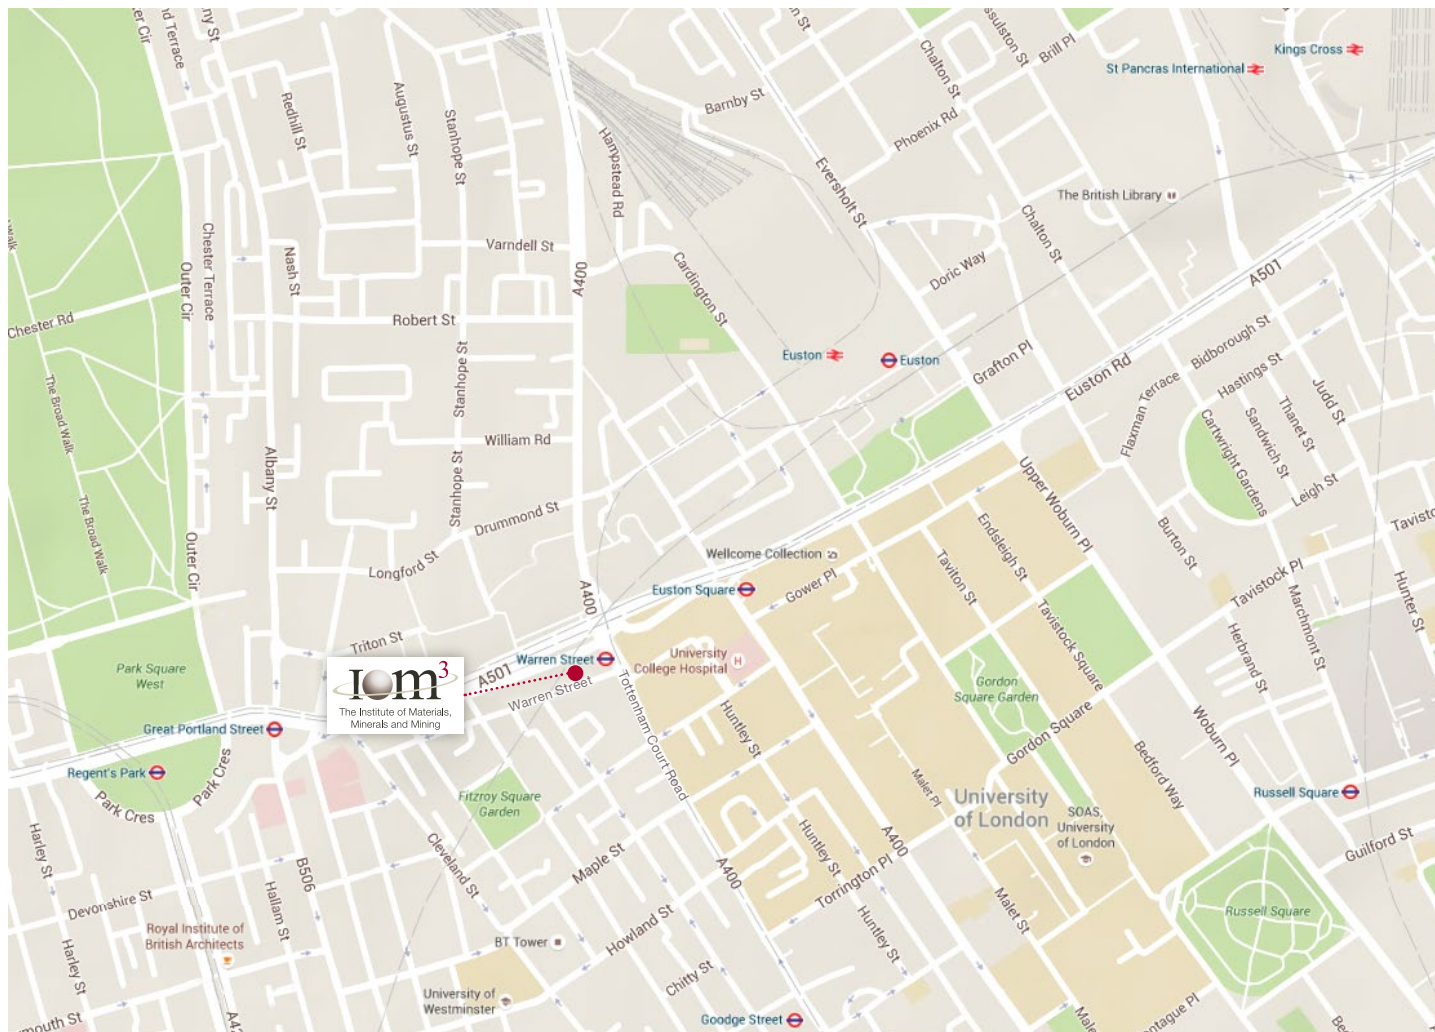 Outer Cir
Chester Terrace
Albany St
Redhill St
Augustus St
Stanhope St
Hampstead Rd
Barnby St
Chalton St
Brill Pl
Phoenix Rd
St Pancras International
Kings Cross
The British Library
Eversholt St
Chalton St
Doric Way
Varndell St
A400
Cardington St
Nash St
Chester Terrace
Outer Cir
Chester Rd
Robert St
Stanhope St
Euston
Euston
Grafton Pl
Euston Rd
A501
Bidborough St
Hastings St
Flaxman Terrace
Judd St
Thanet St
Sandwich St
Cartwright Gardens
Leigh St
The Broad Walk
The Broad Walk
William Rd
Albany St
Stanhope St
Drummond St
Longford St
Outer Cir
Upper Woburn Pl
Endsleigh St
Taviton St
Burton St
Tavistock Pl
Hunter St
Marchmont St
Herbrand St
Wellcome Collection
Euston Square
Gower Pl
Tavistock Square
A400
Triton St
Park Square
West
IOM3
The Institute of Materials,
Minerals and Mining
A501
Warren Street
Warren Street
University
College Hospital
Gordon
Square Garden
Gordon Square
Woburn Pl
Bedford Way
Tottenham Court Road
Huntley St
Great Portland Street
Regent's Park
Park Cres
Park Cres
Fitzroy Square
Garden
Malet Pl
University
of London
SOAS,
University
of London
Russell Square
Guilford St
Harley St
Cleveland St
Maple St
Huntley St
A400
A400
Torrington Pl
B506
Hallam St
Devonshire St
Royal Institute of
British Architects
Harley St
BT Tower
Howland St
Chitty St
Huntley St
Malet St
Russell Square
University of
Westminster
Goodge Street